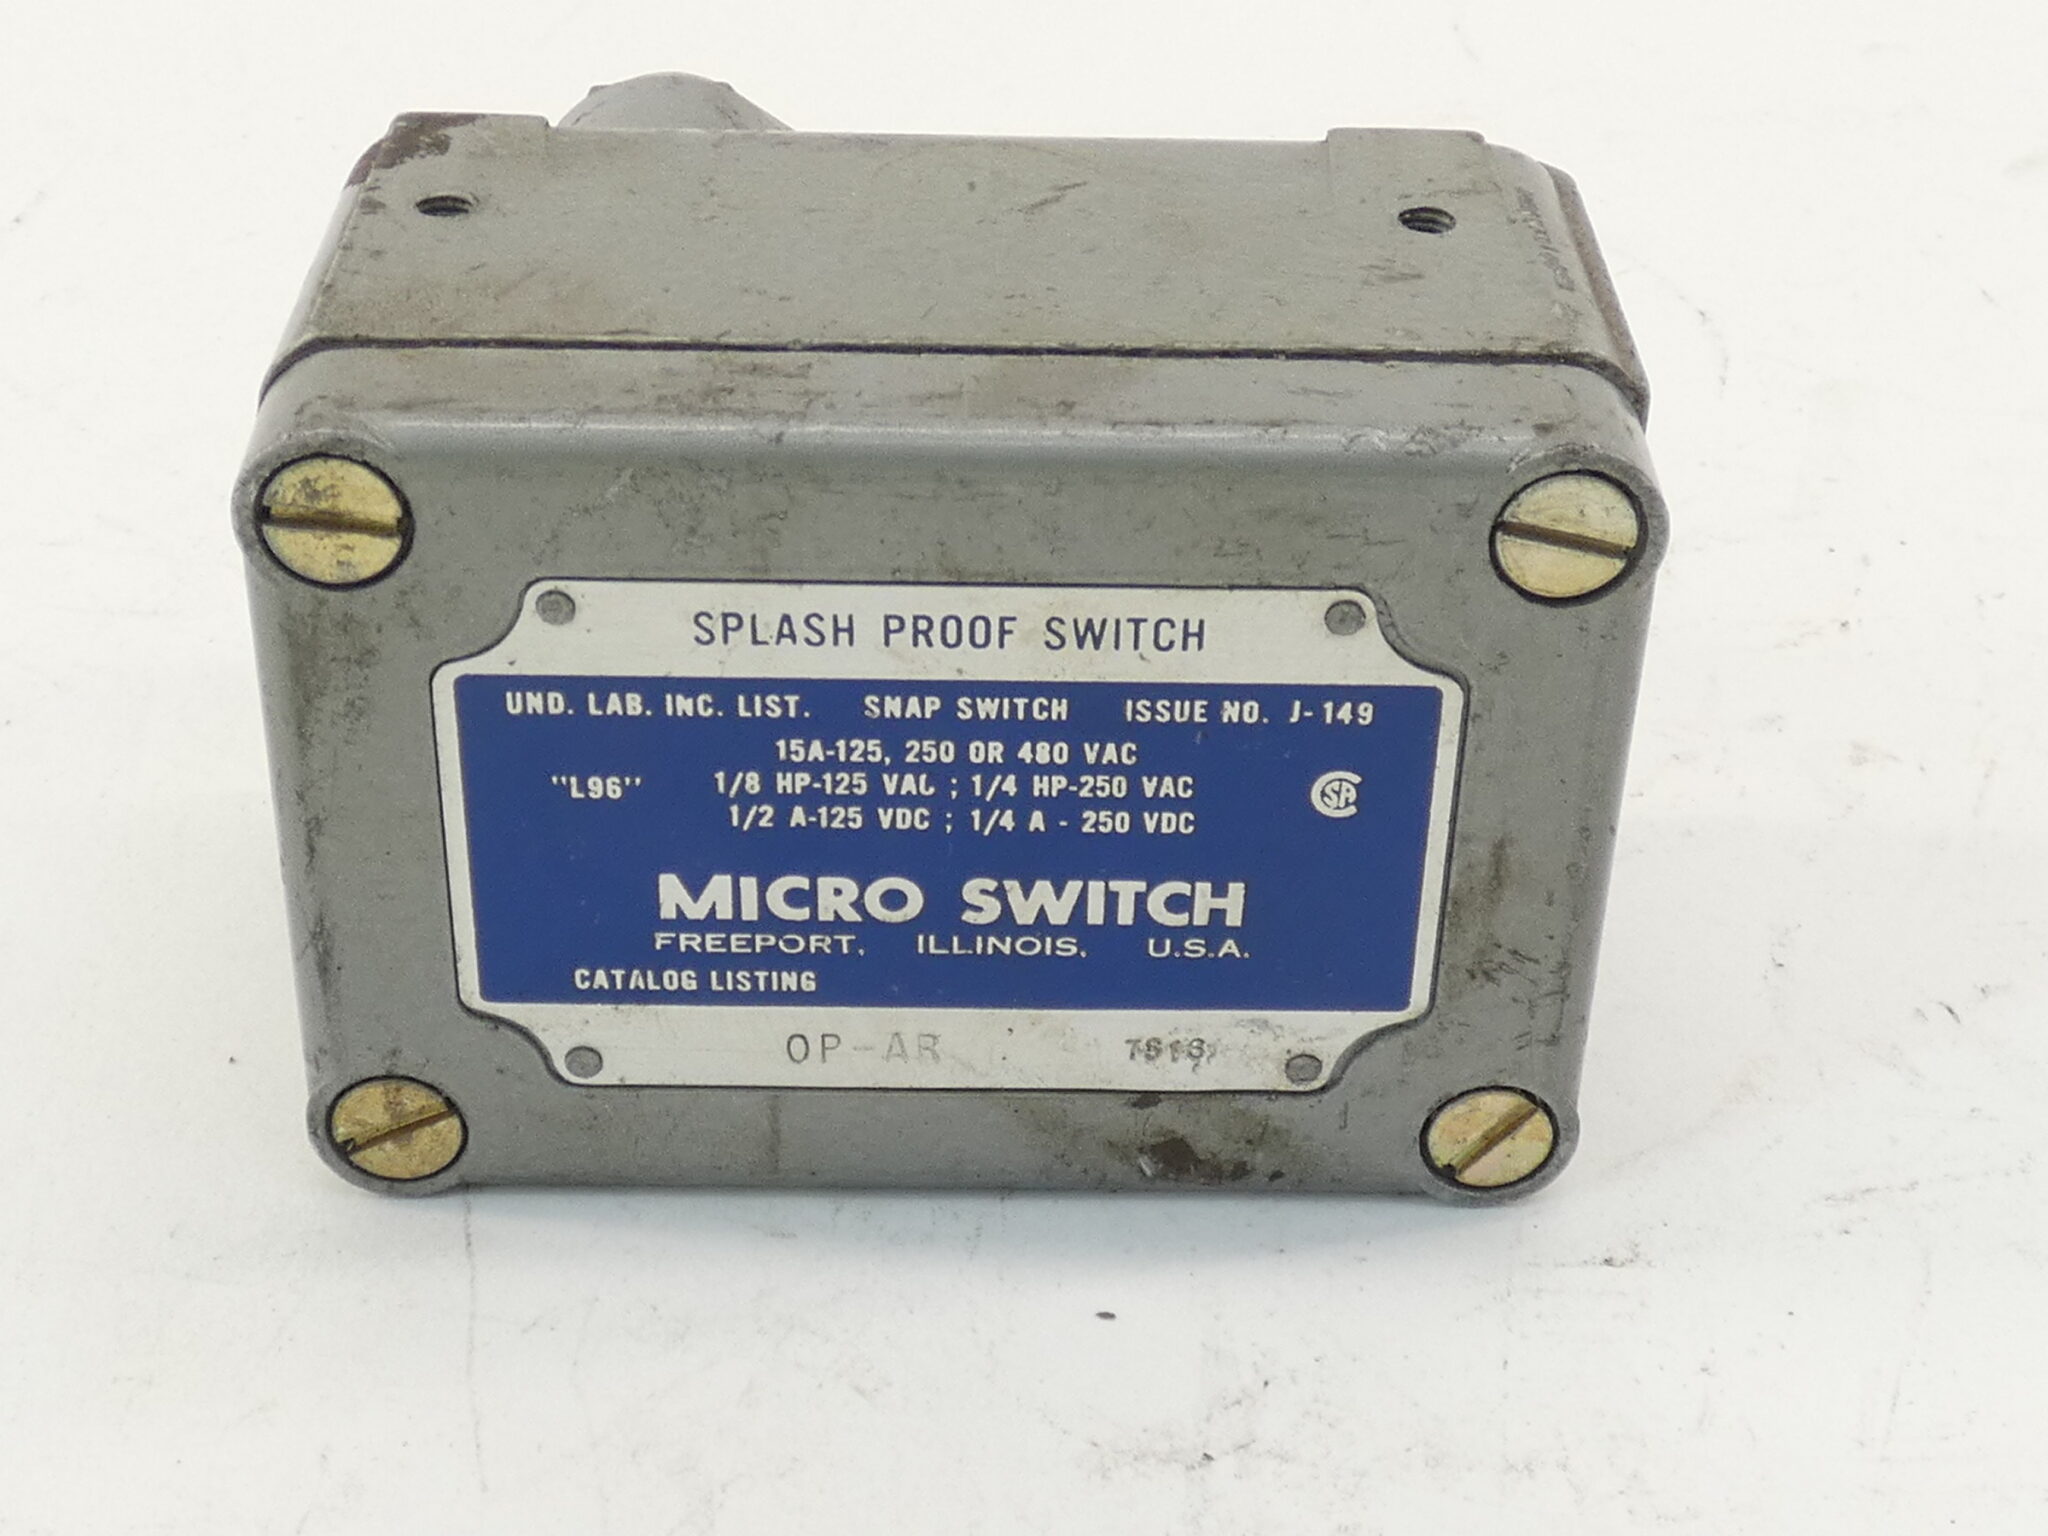 SPLASH PROOF SWITCH
UND. LAB. INC. LIST. SNAP SWITCH ISSUE NO. J-149
15A-125, 250 OR 480 VAC
"L96" 1/8 HP-125 VAC ; 1/4 HP-250 VAC
1/2 A-125 VDC ; 1/4 A - 250 VDC
CSA
MICRO SWITCH
FREEPORT, ILLINOIS, U.S.A.
CATALOG LISTING
OP-AR